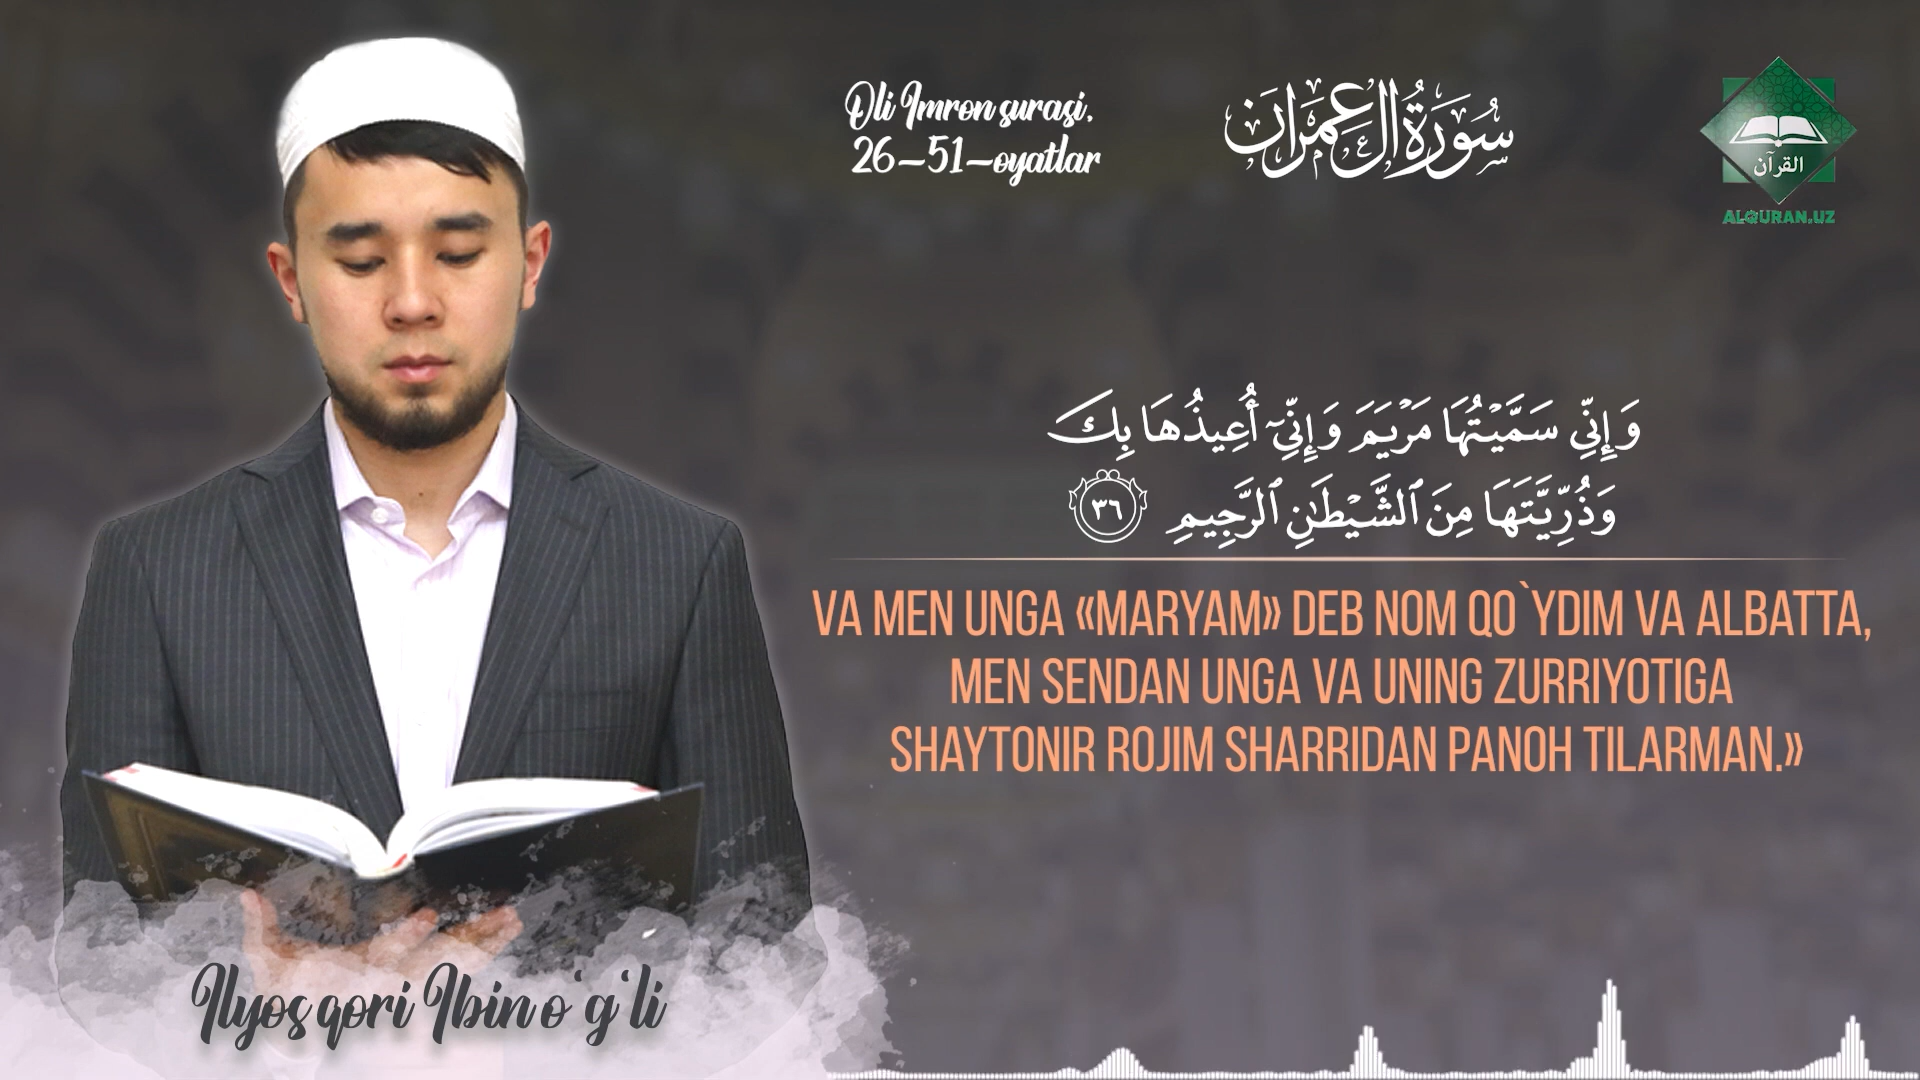 Oli Imron surasi,
26-51-oyatlar
سُورَةُ آلِ عِمْرَان
القرآن
ALQURAN.UZ
وَإِنِّي سَمَّيْتُهَا مَرْيَمَ وَإِنِّيٓ أُعِيذُهَا بِكَ
وَذُرِّيَّتَهَا مِنَ ٱلشَّيْطَٰنِ ٱلرَّجِيمِ ٣٦
VA MEN UNGA «MARYAM» DEB NOM QO`YDIM VA ALBATTA,
MEN SENDAN UNGA VA UNING ZURRIYOTIGA
SHAYTONIR ROJIM SHARRIDAN PANOH TILARMAN.»
Ilyos qori Ibin o‘g‘li